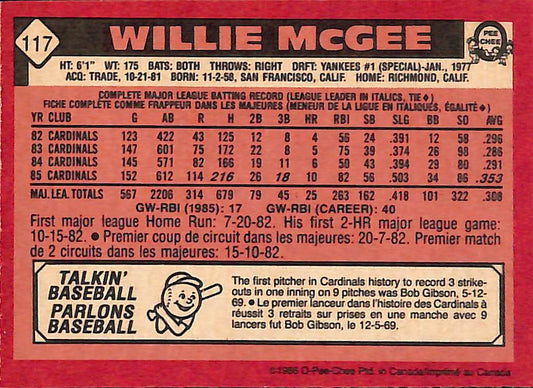 117
WILLIE McGEE
O PEE CHEE
HT: 6'1" WT: 175 BATS: BOTH THROWS: RIGHT DRFT: YANKEES #1 (SPECIAL)-JAN., 1977
ACQ: TRADE, 10-21-81 BORN: 11-2-58, SAN FRANCISCO, CALIF. HOME: RICHMOND, CALIF.
COMPLETE MAJOR LEAGUE BATTING RECORD (LEAGUE LEADER IN ITALICS, TIE ♦)
FICHE COMPLÈTE COMME FRAPPEUR DANS LES MAJEURES (MENEUR DE LA LIGUE EN ITALIQUES, ÉGALITÉ ♦)
YR CLUB G AB R H 2B 3B HR RBI SB SLG BB SO AVG
82 CARDINALS 123 422 43 125 12 8 4 56 24 .391 12 58 .296
83 CARDINALS 147 601 75 172 22 8 5 75 39 .374 26 98 .286
84 CARDINALS 145 571 82 166 19 11 6 50 43 .394 29 80 .291
85 CARDINALS 152 612 114 216 26 18 10 82 56 .503 34 86 .353
MAJ. LEA. TOTALS 567 2206 314 679 79 45 25 263 162 .418 101 322 .308
GW-RBI (1985): 17 GW-RBI (CAREER): 40
First major league Home Run: 7-20-82. His first 2-HR major league game:
10-15-82. ● Premier coup de circuit dans les majeures: 20-7-82. Premier match
de 2 circuits dans les majeures: 15-10-82.
TALKIN'
BASEBALL
PARLONS
BASEBALL
The first pitcher in Cardinals history to record 3 strike-
outs in one inning on 9 pitches was Bob Gibson, 5-12-
69. ● Le premier lanceur dans l'histoire des Cardinals à
réussit 3 retraits sur prises en une manche avec 9
lancers fut Bob Gibson, le 12-5-69.
©1986 O-Pee-Chee Ptd. in Canada/Imprimé au Canada